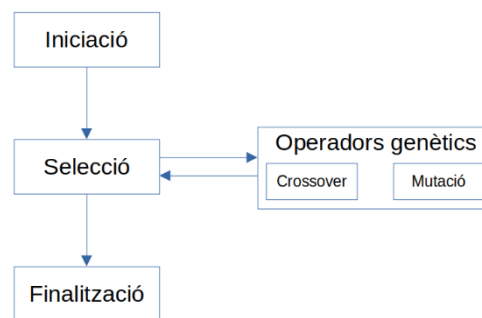 Iniciació
Selecció
Operadors genètics
Crossover
Mutació
Finalització